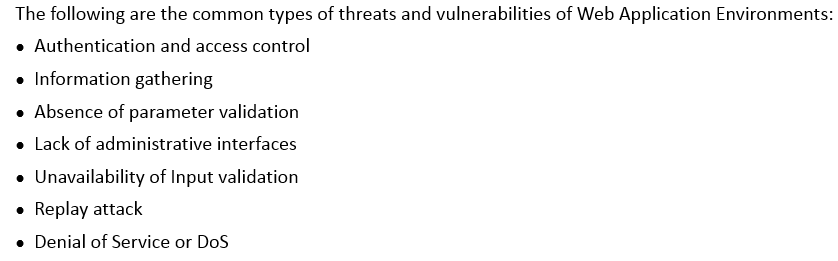 The following are the common types of threats and vulnerabilities of Web Application Environments:
• Authentication and access control
• Information gathering
• Absence of parameter validation
• Lack of administrative interfaces
• Unavailability of Input validation
• Replay attack
• Denial of Service or DoS